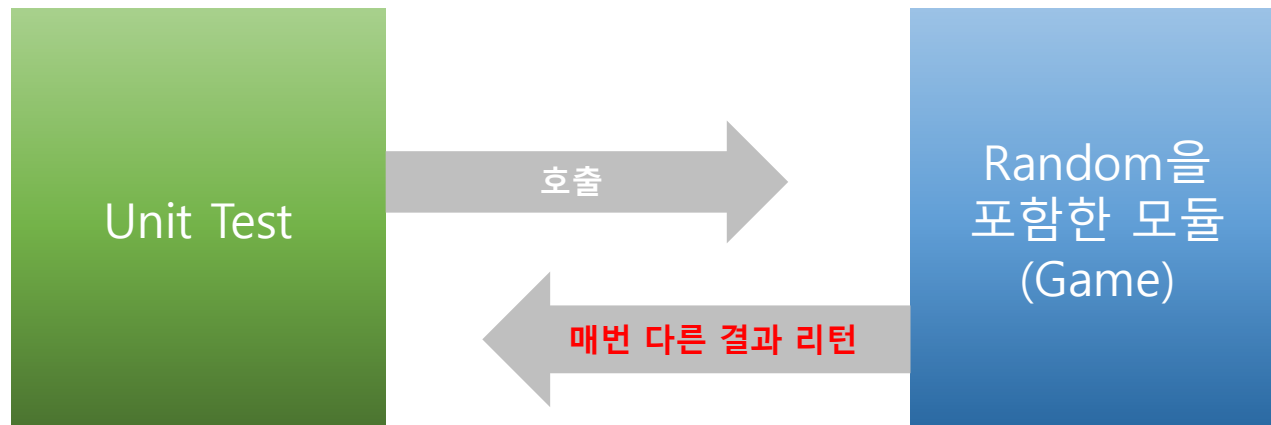 Unit Test
호출
매번 다른 결과 리턴
Random을
포함한 모듈
(Game)